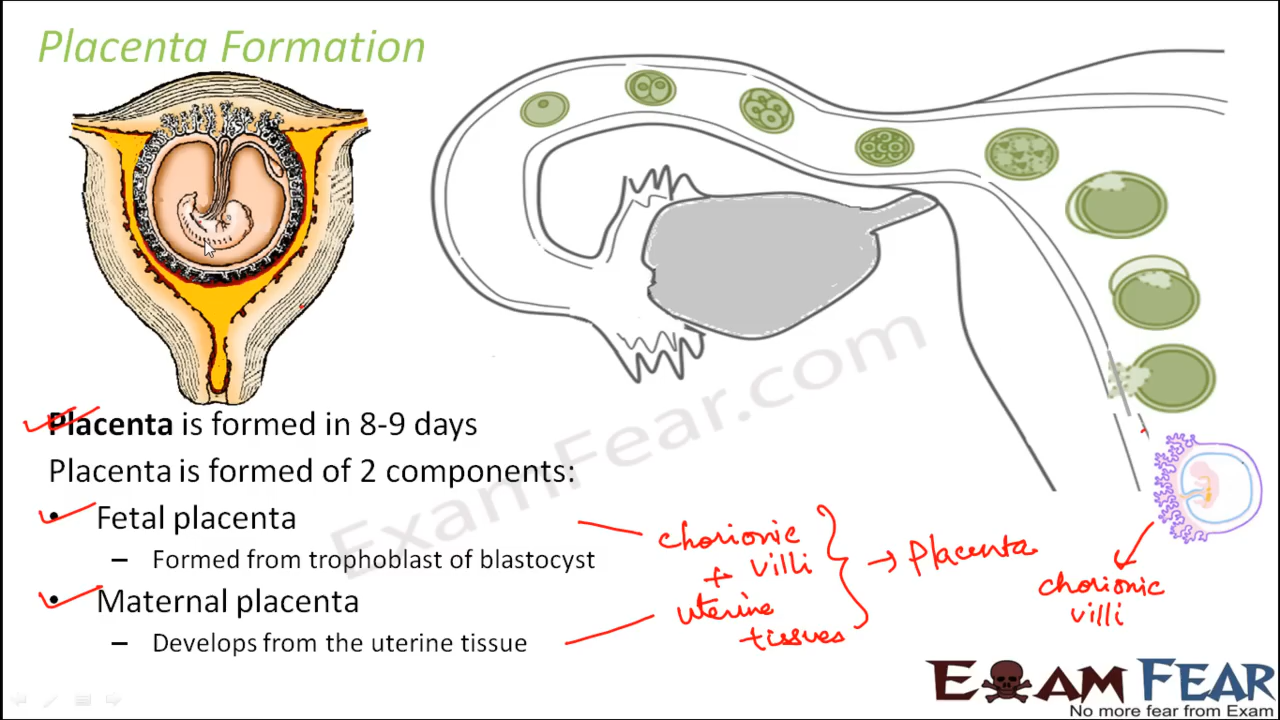 Placenta Formation
Placenta is formed in 8-9 days
Placenta is formed of 2 components:
• Fetal placenta
– Formed from trophoblast of blastocyst
• Maternal placenta
– Develops from the uterine tissue
chorionic
villi
+
uterine
tissues
→ Placenta
chorionic
villi
ExamFear.com
EXAM FEAR
No more fear from Exam